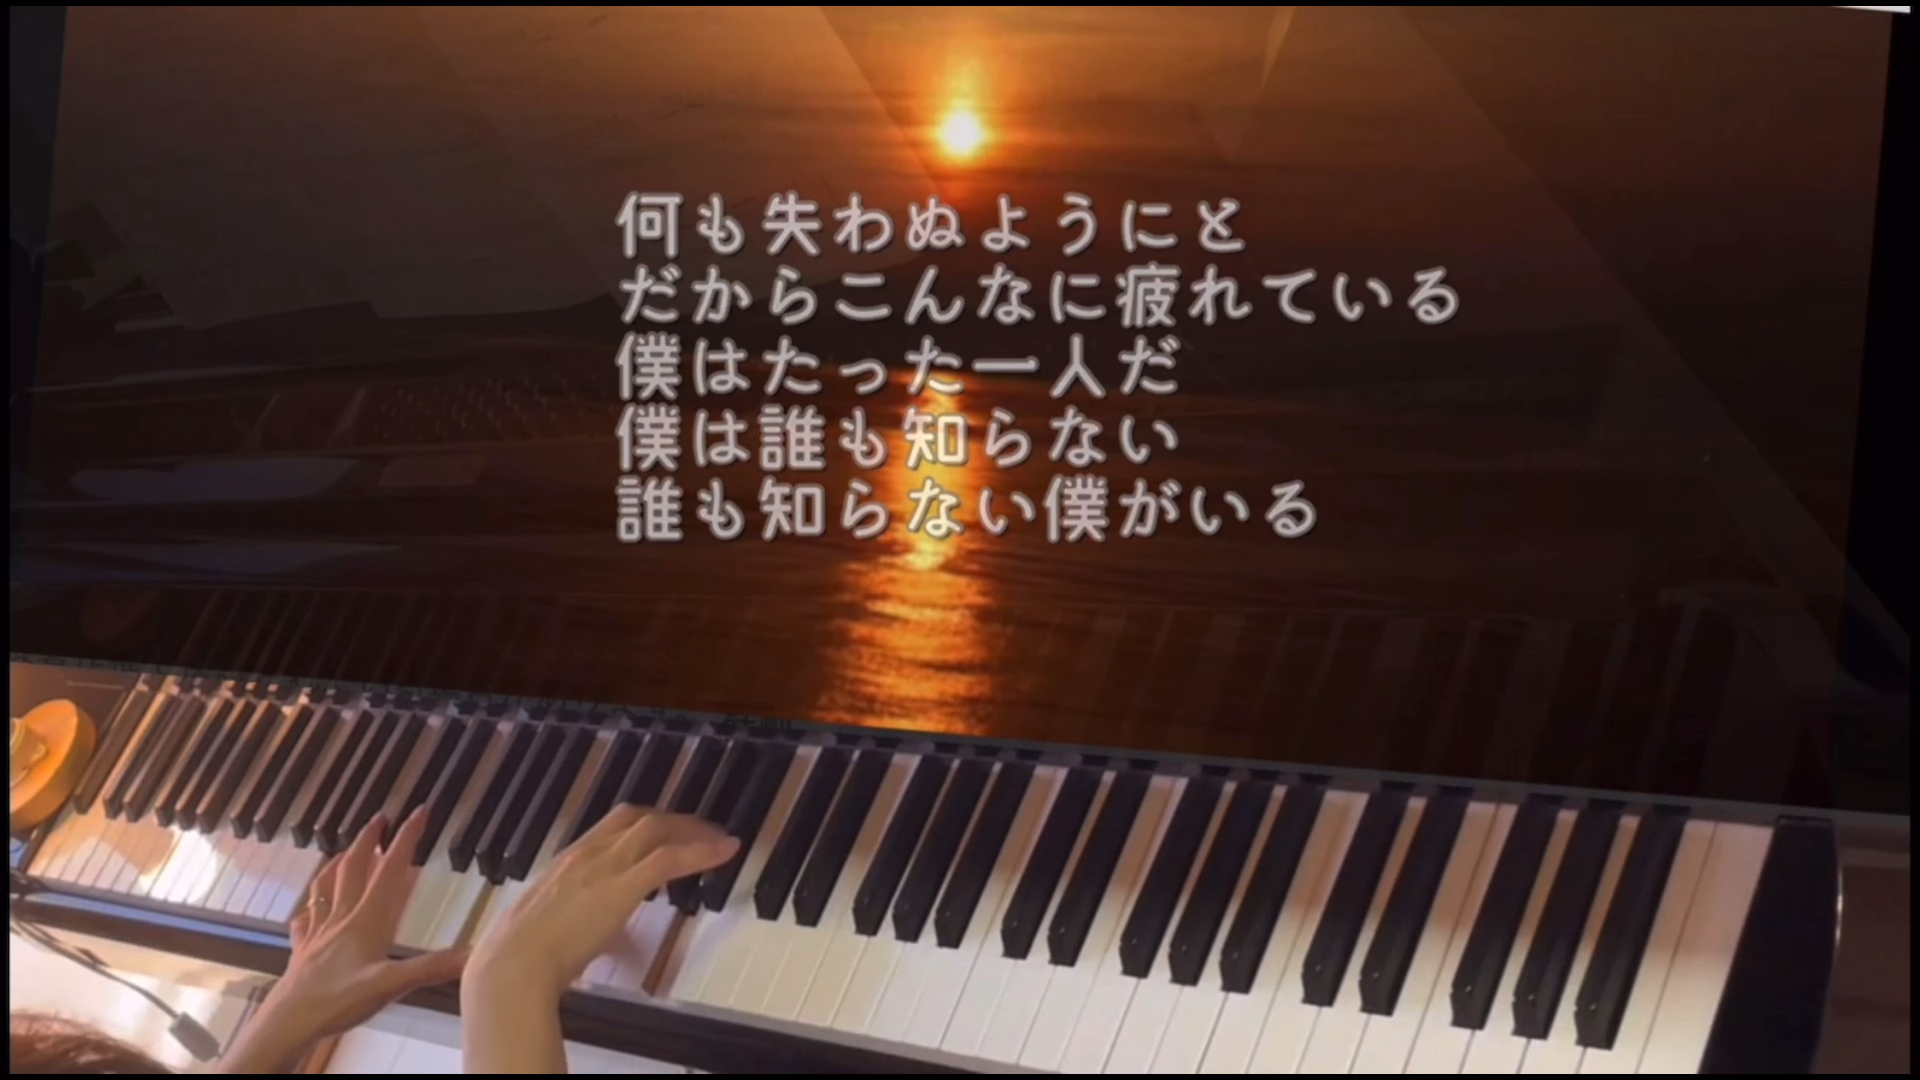 何も失わぬようにと
だからこんなに疲れている
僕はたった一人だ
僕は誰も知らない
誰も知らない僕がいる